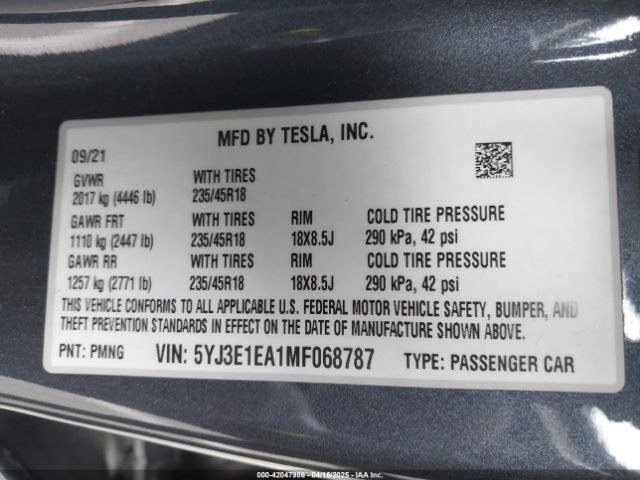 MFD BY TESLA, INC.
09/21
GVWR WITH TIRES
2017 kg (4446 lb) 235/45R18
GAWR FRT WITH TIRES RIM COLD TIRE PRESSURE
1110 kg (2447 lb) 235/45R18 18X8.5J 290 kPa, 42 psi
GAWR RR WITH TIRES RIM COLD TIRE PRESSURE
1257 kg (2771 lb) 235/45R18 18X8.5J 290 kPa, 42 psi
THIS VEHICLE CONFORMS TO ALL APPLICABLE U.S. FEDERAL MOTOR VEHICLE SAFETY, BUMPER, AND
THEFT PREVENTION STANDARDS IN EFFECT ON THE DATE OF MANUFACTURE SHOWN ABOVE.
PNT: PMNG VIN: 5YJ3E1EA1MF068787 TYPE: PASSENGER CAR
000-42047986 - 04/16/2025 - IAA Inc.